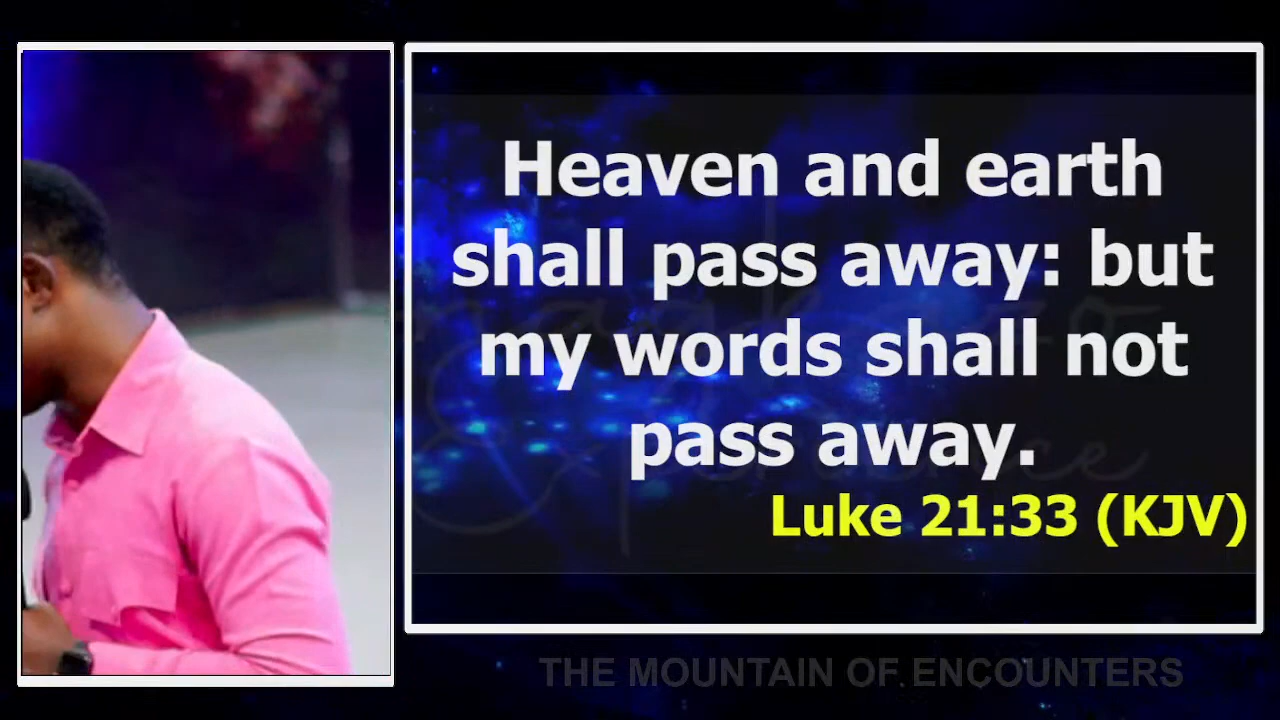 Heaven and earth
shall pass away: but
my words shall not
pass away.
Luke 21:33 (KJV)
THE MOUNTAIN OF ENCOUNTERS